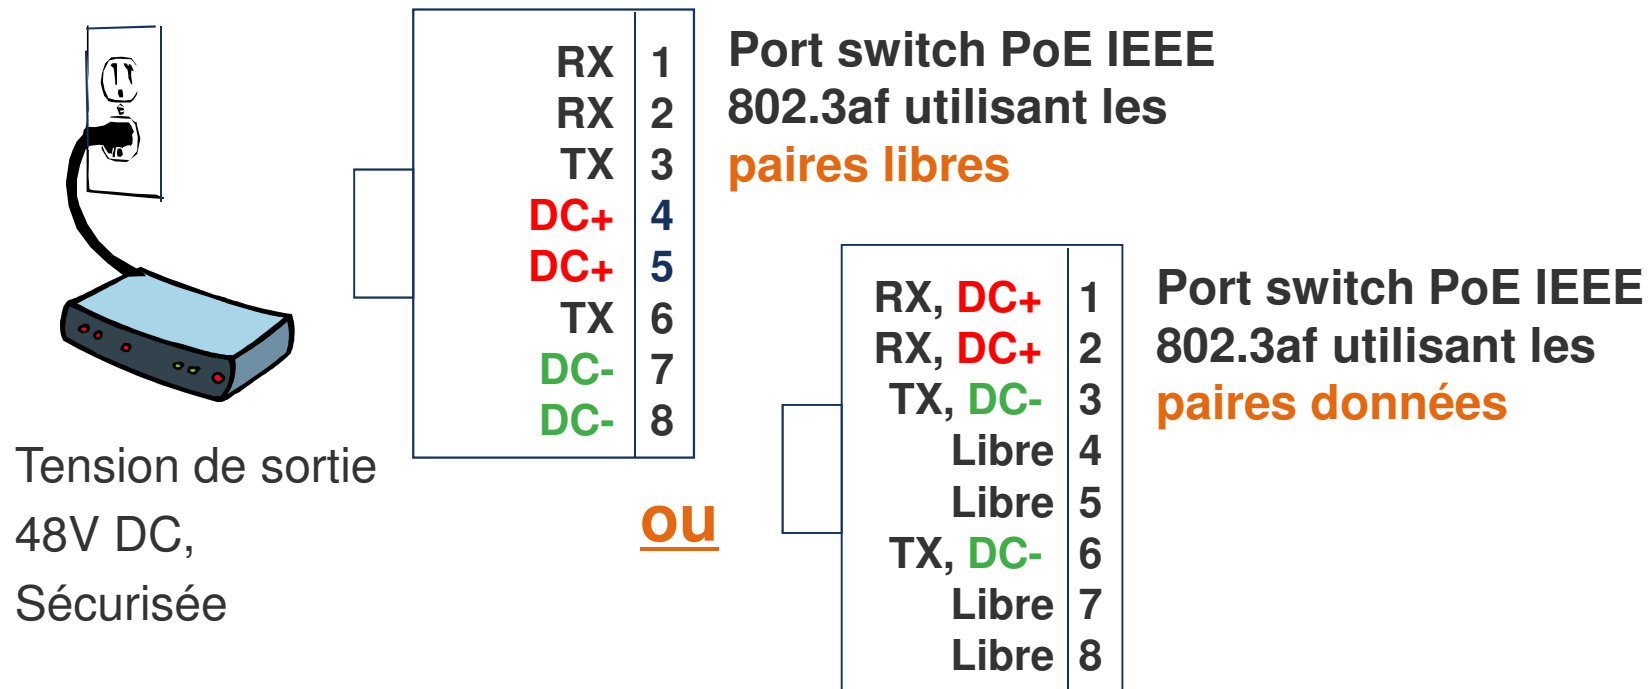 RX 1
RX 2
TX 3
DC+ 4
DC+ 5
TX 6
DC- 7
DC- 8
Port switch PoE IEEE
802.3af utilisant les
paires libres
Tension de sortie
48V DC,
Sécurisée
ou
RX, DC+ 1
RX, DC+ 2
TX, DC- 3
Libre 4
Libre 5
TX, DC- 6
Libre 7
Libre 8
Port switch PoE IEEE
802.3af utilisant les
paires données